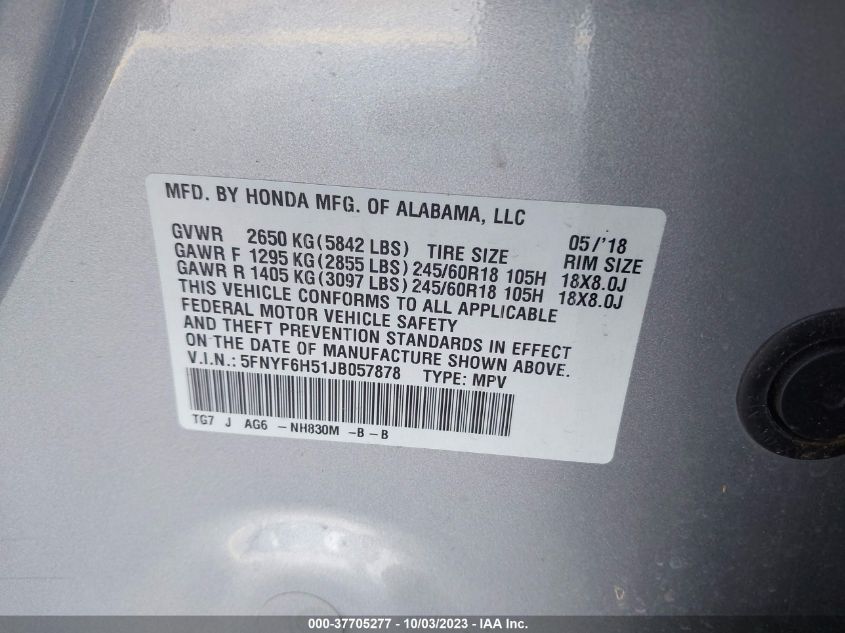 MFD. BY HONDA MFG. OF ALABAMA, LLC
05/'18
GVWR 2650 KG(5842 LBS) TIRE SIZE RIM SIZE
GAWR F 1295 KG(2855 LBS)245/60R18 105H 18X8.0J
GAWR R 1405 KG(3097 LBS)245/60R18 105H 18X8.0J
THIS VEHICLE CONFORMS TO ALL APPLICABLE
FEDERAL MOTOR VEHICLE SAFETY
AND THEFT PREVENTION STANDARDS IN EFFECT
ON THE DATE OF MANUFACTURE SHOWN ABOVE.
V.I.N.: 5FNYF6H51JB057878 TYPE: MPV
TG7 J AG6 -NH830M -B-B
000-37705277 - 10/03/2023 - IAA Inc.